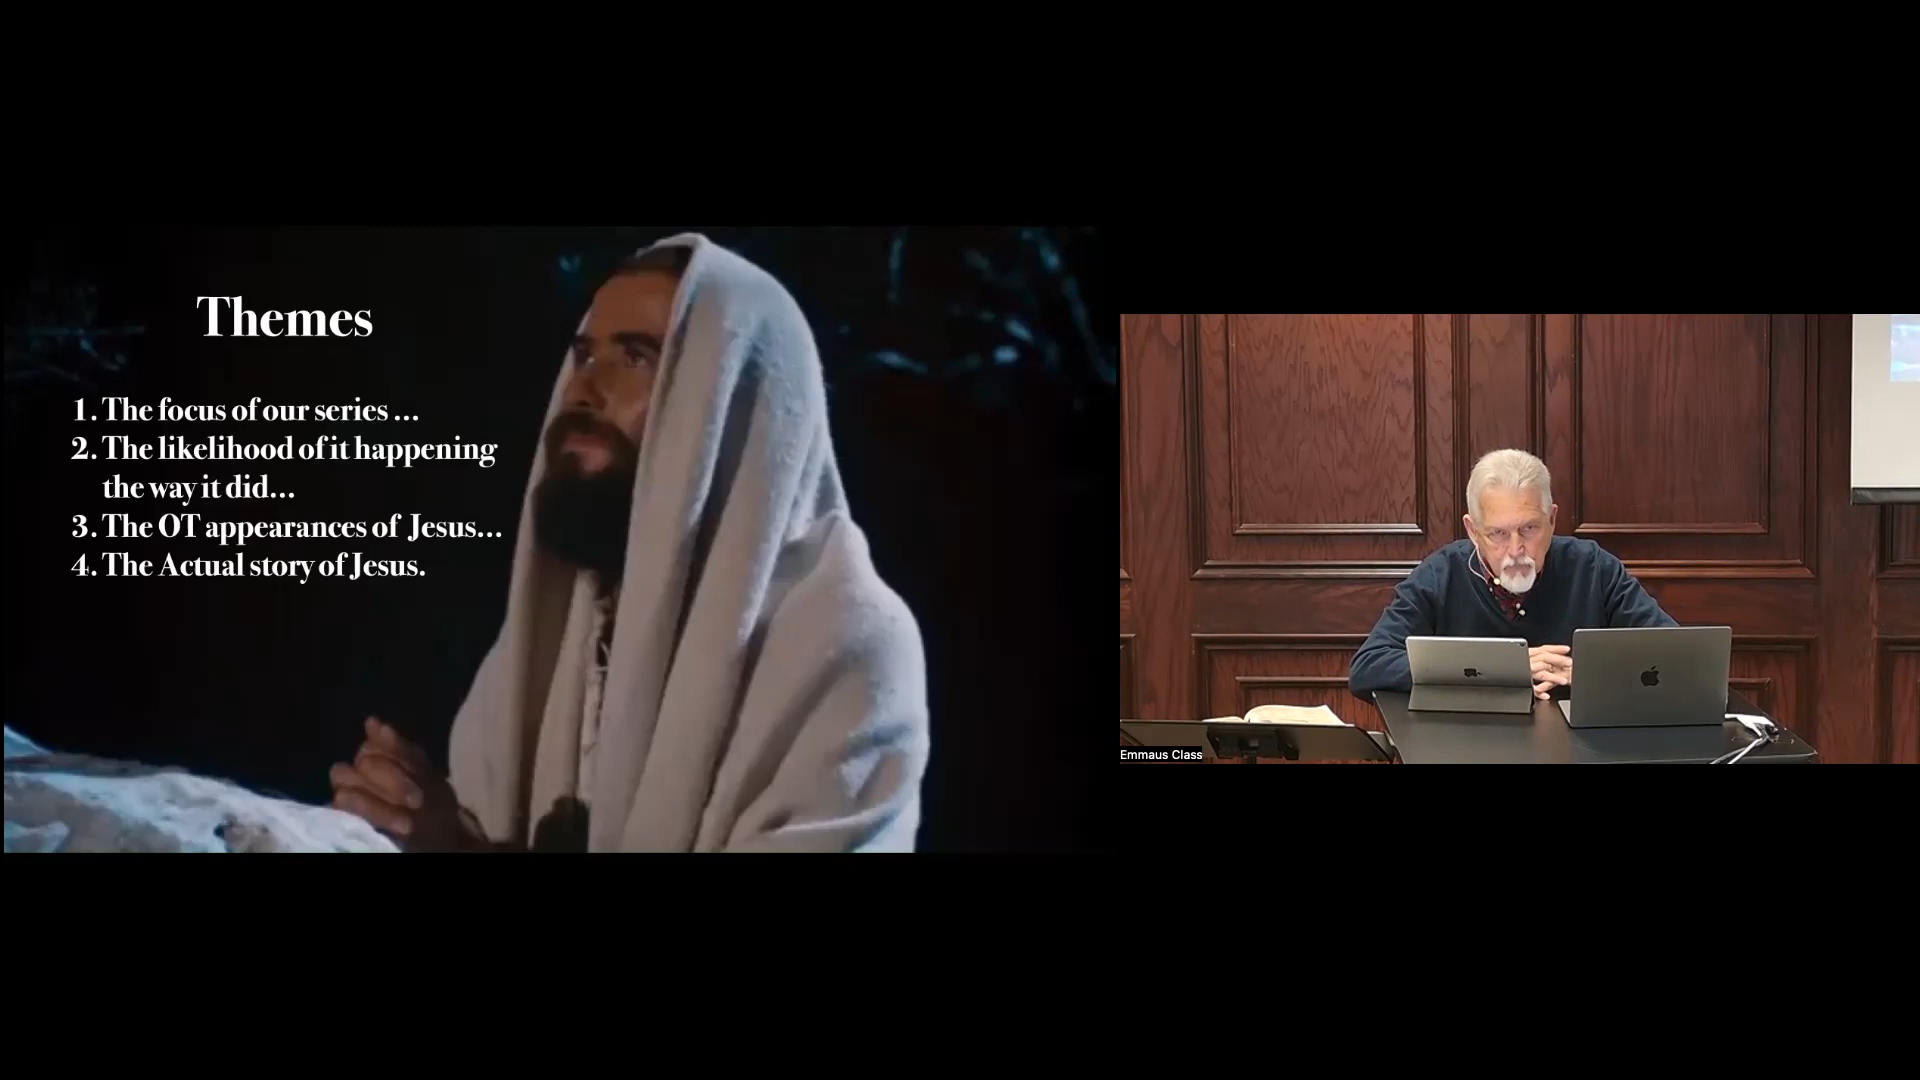 Themes
1. The focus of our series ...
2. The likelihood of it happening
the way it did...
3. The OT appearances of Jesus...
4. The Actual story of Jesus.
Emmaus Class